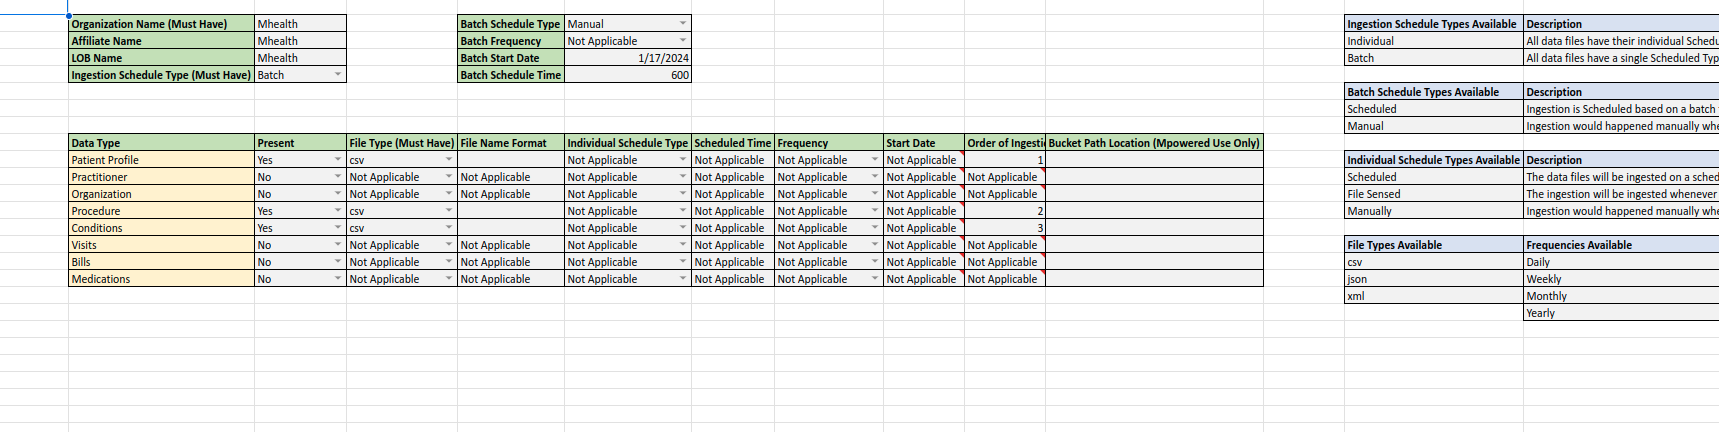 Organization Name (Must Have) Mhealth Batch Schedule Type Manual Ingestion Schedule Types Available Description
Affiliate Name Mhealth Batch Frequency Not Applicable Individual All data files have their individual Schedu
LOB Name Mhealth Batch Start Date 1/17/2024 Batch All data files have a single Scheduled Typ
Ingestion Schedule Type (Must Have) Batch Batch Schedule Time 600
Batch Schedule Types Available Description
Scheduled Ingestion is Scheduled based on a batch
Manual Ingestion would happened manually whe
Data Type Present File Type (Must Have) File Name Format Individual Schedule Type Scheduled Time Frequency Start Date Order of Ingesti Bucket Path Location (Mpowered Use Only)
Patient Profile Yes csv Not Applicable Not Applicable Not Applicable Not Applicable 1 Individual Schedule Types Available Description
Practitioner No Not Applicable Not Applicable Not Applicable Not Applicable Not Applicable Not Applicable Not Applicable Scheduled The data files will be ingested on a sched
Organization No Not Applicable Not Applicable Not Applicable Not Applicable Not Applicable Not Applicable Not Applicable File Sensed The ingestion will be ingested whenever
Procedure Yes csv Not Applicable Not Applicable Not Applicable Not Applicable 2 Manually Ingestion would happened manually whe
Conditions Yes csv Not Applicable Not Applicable Not Applicable Not Applicable 3
Visits No Not Applicable Not Applicable Not Applicable Not Applicable Not Applicable Not Applicable Not Applicable File Types Available Frequencies Available
Bills No Not Applicable Not Applicable Not Applicable Not Applicable Not Applicable Not Applicable Not Applicable csv Daily
Medications No Not Applicable Not Applicable Not Applicable Not Applicable Not Applicable Not Applicable Not Applicable json Weekly
xml Monthly
Yearly